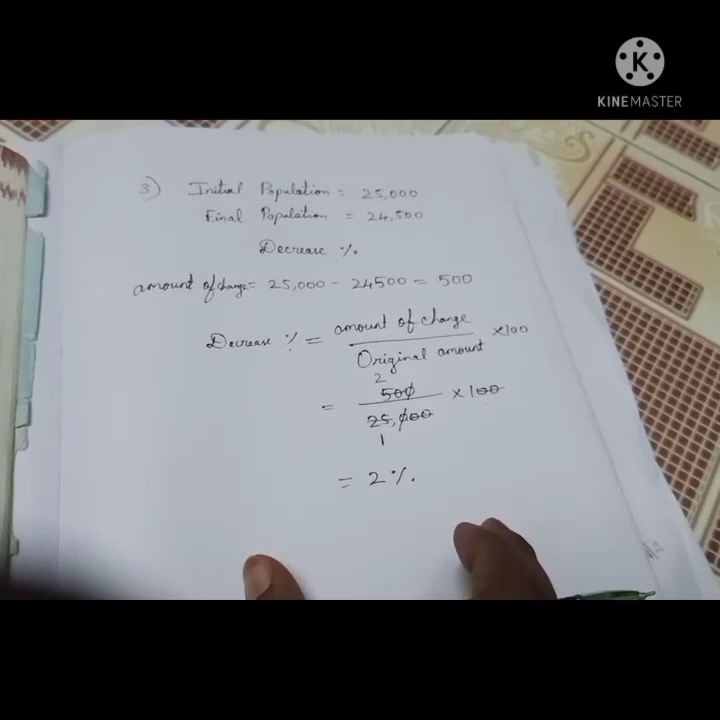 KINEMASTER
3) Initial Population = 25,000
Final Population = 24,500
Decrease %.
amount of change = 25,000 - 24500 = 500
Decrease % = amount of change / Original amount ×100
2
= 500 / 25,000 ×100
1
= 2%.